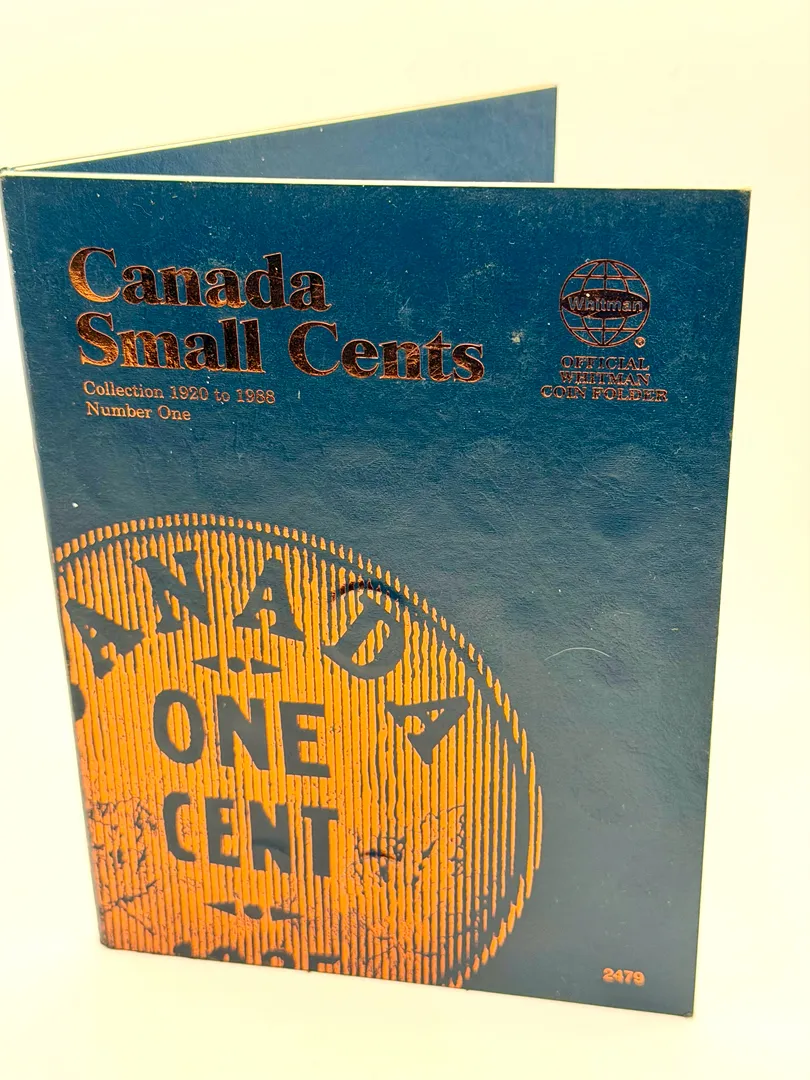 Canada
Small Cents
Collection 1920 to 1988
Number One
Whitman
®
OFFICIAL
WHITMAN
COIN FOLDER
CANADA
ONE
CENT
2479